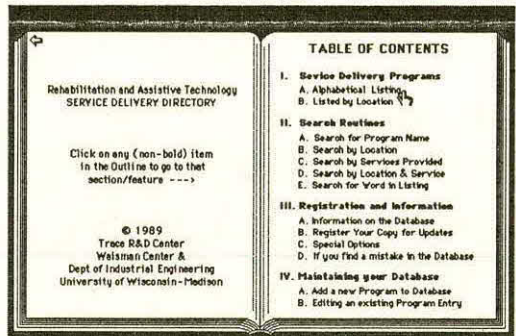 Rehabilitation and Assistive Technology
SERVICE DELIVERY DIRECTORY
Click on any (non-bold) item
in the Outline to go to that
section/feature --->
© 1989
Trace R&D Center
Waisman Center &
Dept of Industrial Engineering
University of Wisconsin-Madison
TABLE OF CONTENTS
I. Sevice Delivery Programs
A. Alphabetical Listing
B. Listed by Location
II. Search Routines
A. Search for Program Name
B. Search by Location
C. Search by Services Provided
D. Search by Location & Service
E. Search for Word in Listing
III. Registration and Information
A. Information on the Database
B. Register Your Copy for Updates
C. Special Options
D. If you find a mistake in the Database
IV. Maintaining your Database
A. Add a new Program to Database
B. Editing an existing Program Entry